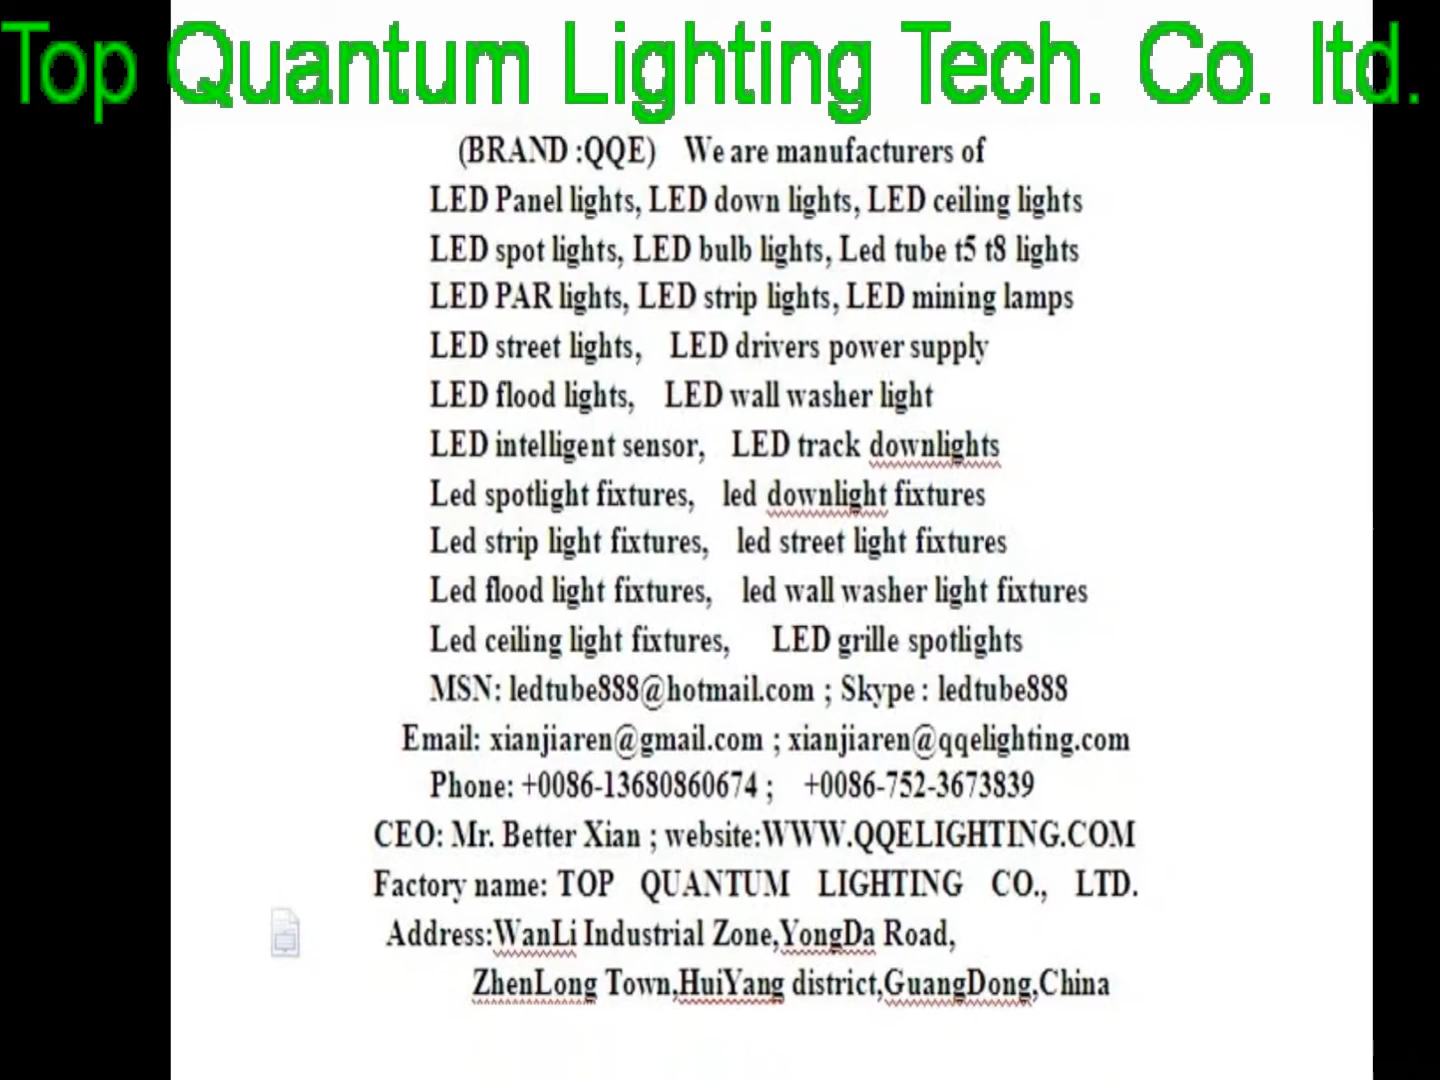 Top Quantum Lighting Tech. Co. ltd.
(BRAND :QQE) We are manufacturers of
LED Panel lights, LED down lights, LED ceiling lights
LED spot lights, LED bulb lights, Led tube t5 t8 lights
LED PAR lights, LED strip lights, LED mining lamps
LED street lights, LED drivers power supply
LED flood lights, LED wall washer light
LED intelligent sensor, LED track downlights
Led spotlight fixtures, led downlight fixtures
Led strip light fixtures, led street light fixtures
Led flood light fixtures, led wall washer light fixtures
Led ceiling light fixtures, LED grille spotlights
MSN: ledtube888@hotmail.com ; Skype : ledtube888
Email: xianjiaren@gmail.com ; xianjiaren@qqelighting.com
Phone: +0086-13680860674 ; +0086-752-3673839
CEO: Mr. Better Xian ; website:WWW.QQELIGHTING.COM
Factory name: TOP QUANTUM LIGHTING CO., LTD.
Address:WanLi Industrial Zone,YongDa Road,
ZhenLong Town,HuiYang district,GuangDong,China